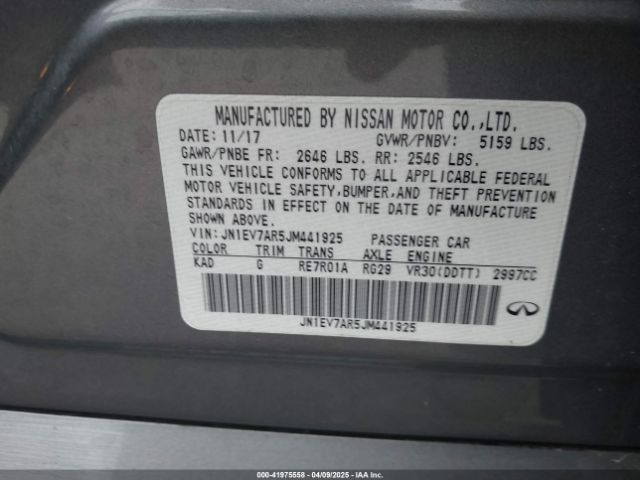 MANUFACTURED BY NISSAN MOTOR CO.,LTD.
DATE: 11/17 GVWR/PNBV: 5159 LBS.
GAWR/PNBE FR: 2646 LBS. RR: 2546 LBS.
THIS VEHICLE CONFORMS TO ALL APPLICABLE FEDERAL
MOTOR VEHICLE SAFETY,BUMPER,AND THEFT PREVENTION
STANDARDS IN EFFECT ON THE DATE OF MANUFACTURE
SHOWN ABOVE.
VIN: JN1EV7AR5JM441925 PASSENGER CAR
COLOR TRIM TRANS AXLE ENGINE
KAD G RE7R01A RG29 VR30(DDTT) 2997CC
JN1EV7AR5JM441925
000-41975558 - 04/09/2025 - IAAI.COM